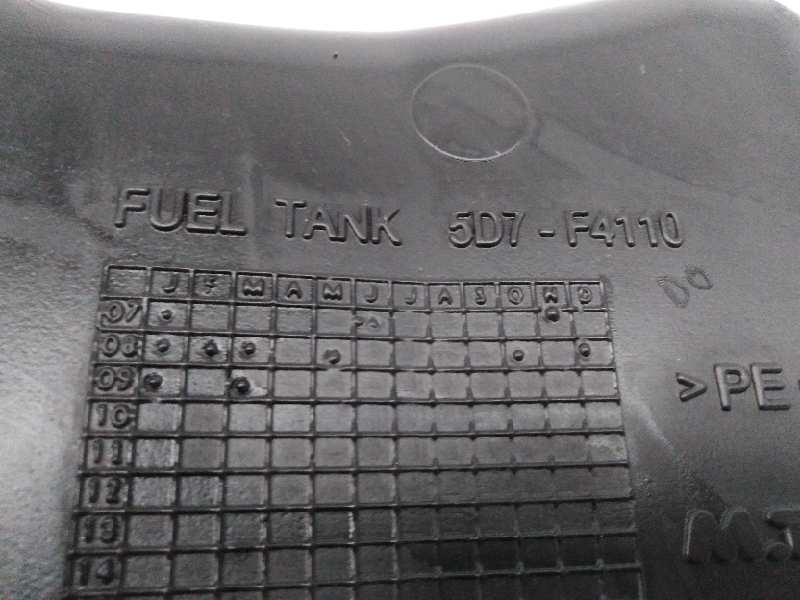 FUEL TANK 5D7-F4110
J F M A M J J A S O N D
07
08
09
10
11
12
13
14
>PE-
M.T